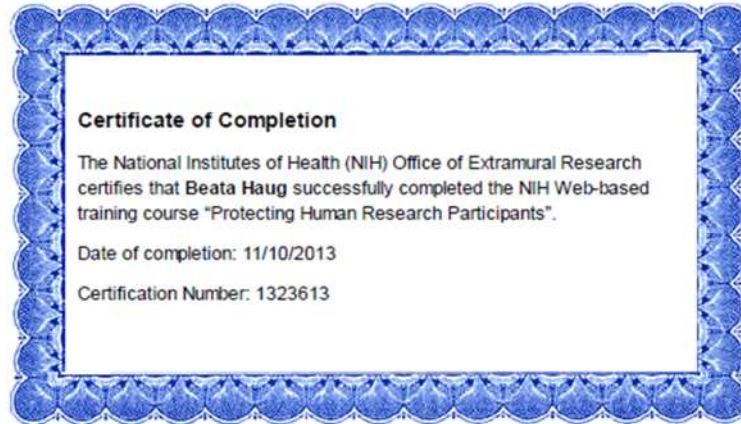 Certificate of Completion
The National Institutes of Health (NIH) Office of Extramural Research
certifies that Beata Haug successfully completed the NIH Web-based
training course “Protecting Human Research Participants”.
Date of completion: 11/10/2013
Certification Number: 1323613